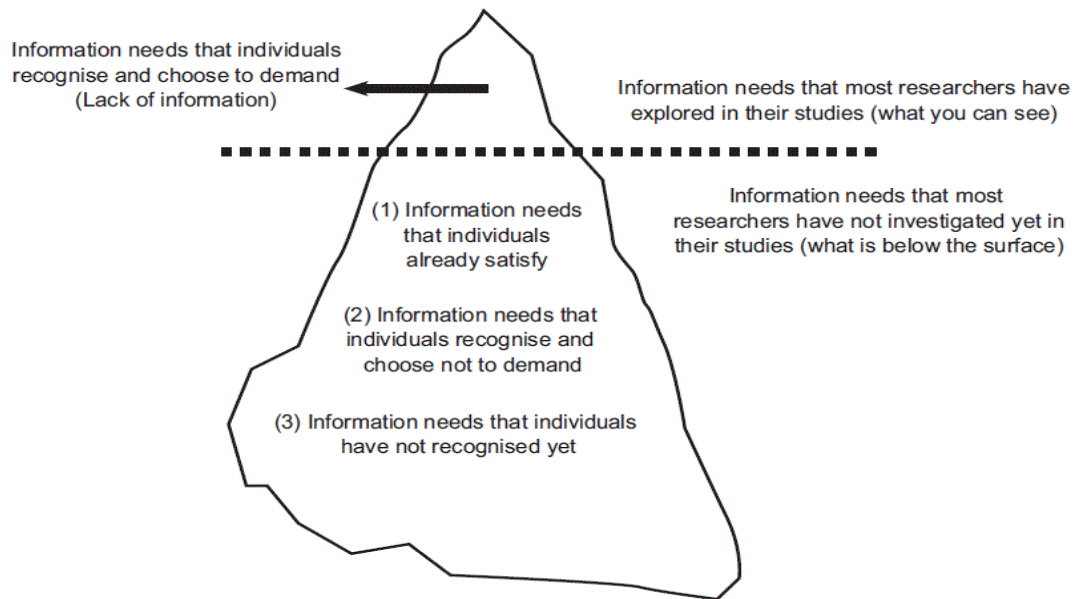 Information needs that individuals
recognise and choose to demand
(Lack of information)
Information needs that most researchers have
explored in their studies (what you can see)
Information needs that most
researchers have not investigated yet in
their studies (what is below the surface)
(1) Information needs
that individuals
already satisfy
(2) Information needs that
individuals recognise and
choose not to demand
(3) Information needs that individuals
have not recognised yet